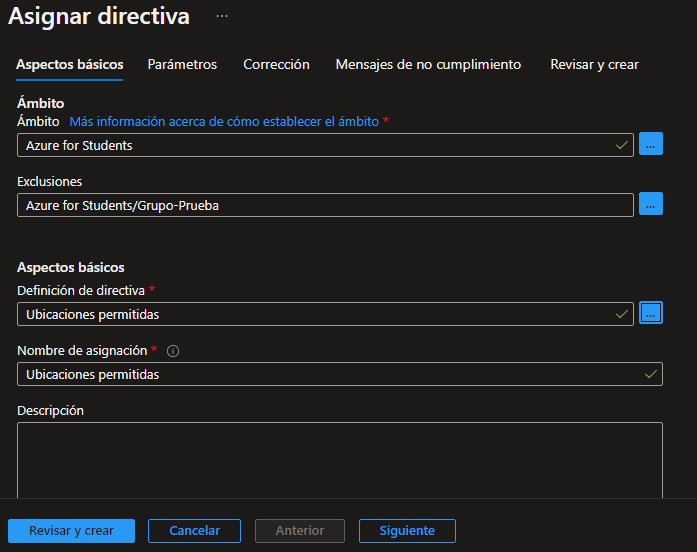 Asignar directiva ...
Aspectos básicos Parámetros Corrección Mensajes de no cumplimiento Revisar y crear
Ámbito
Ámbito Más información acerca de cómo establecer el ámbito *
Azure for Students ...
Exclusiones
Azure for Students/Grupo-Prueba ...
Aspectos básicos
Definición de directiva *
Ubicaciones permitidas ...
Nombre de asignación *
Ubicaciones permitidas
Descripción
Revisar y crear Cancelar Anterior Siguiente